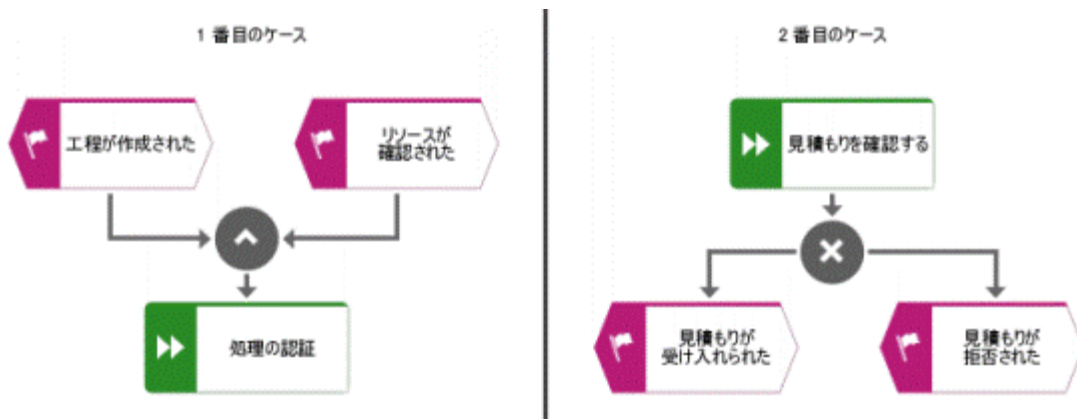 1 番目のケース
工程が作成された
リソースが
確認された
処理の認証
2 番目のケース
見積もりを確認する
見積もりが
受け入れられた
見積もりが
拒否された